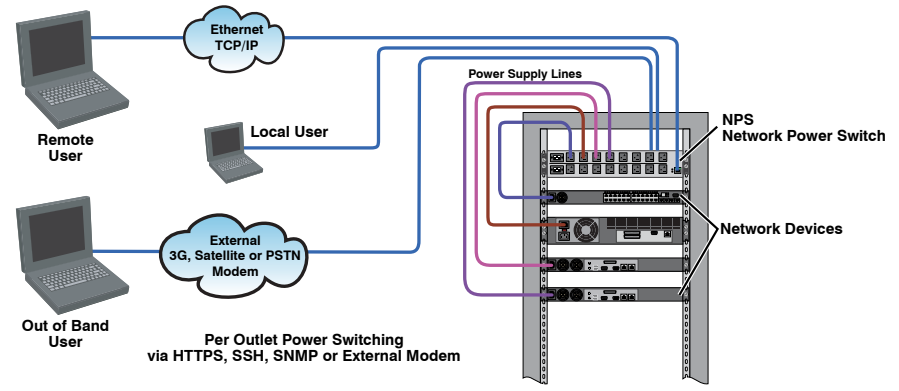 Ethernet
TCP/IP
Power Supply Lines
Remote
User
Local User
NPS
Network Power Switch
External
3G, Satellite or PSTN
Modem
Network Devices
Out of Band
User
Per Outlet Power Switching
via HTTPS, SSH, SNMP or External Modem